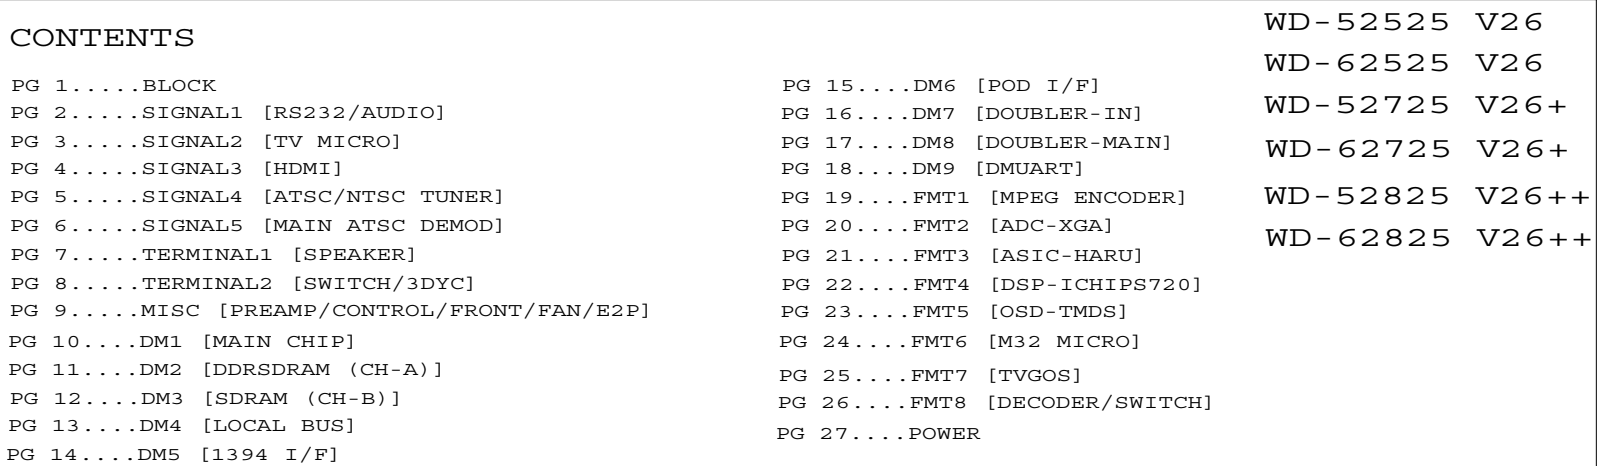 CONTENTS
PG 1.....BLOCK
PG 2.....SIGNAL1 [RS232/AUDIO]
PG 3.....SIGNAL2 [TV MICRO]
PG 4.....SIGNAL3 [HDMI]
PG 5.....SIGNAL4 [ATSC/NTSC TUNER]
PG 6.....SIGNAL5 [MAIN ATSC DEMOD]
PG 7.....TERMINAL1 [SPEAKER]
PG 8.....TERMINAL2 [SWITCH/3DYC]
PG 9.....MISC [PREAMP/CONTROL/FRONT/FAN/E2P]
PG 10....DM1 [MAIN CHIP]
PG 11....DM2 [DDRSDRAM (CH-A)]
PG 12....DM3 [SDRAM (CH-B)]
PG 13....DM4 [LOCAL BUS]
PG 14....DM5 [1394 I/F]
PG 15....DM6 [POD I/F]
PG 16....DM7 [DOUBLER-IN]
PG 17....DM8 [DOUBLER-MAIN]
PG 18....DM9 [DMUART]
PG 19....FMT1 [MPEG ENCODER]
PG 20....FMT2 [ADC-XGA]
PG 21....FMT3 [ASIC-HARU]
PG 22....FMT4 [DSP-ICHIPS720]
PG 23....FMT5 [OSD-TMDS]
PG 24....FMT6 [M32 MICRO]
PG 25....FMT7 [TVGOS]
PG 26....FMT8 [DECODER/SWITCH]
PG 27....POWER
WD-52525 V26
WD-62525 V26
WD-52725 V26+
WD-62725 V26+
WD-52825 V26++
WD-62825 V26++